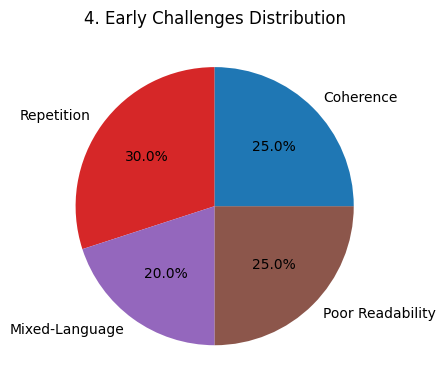 4. Early Challenges Distribution
Coherence
Repetition
25.0%
30.0%
20.0%
25.0%
Poor Readability
Mixed-Language